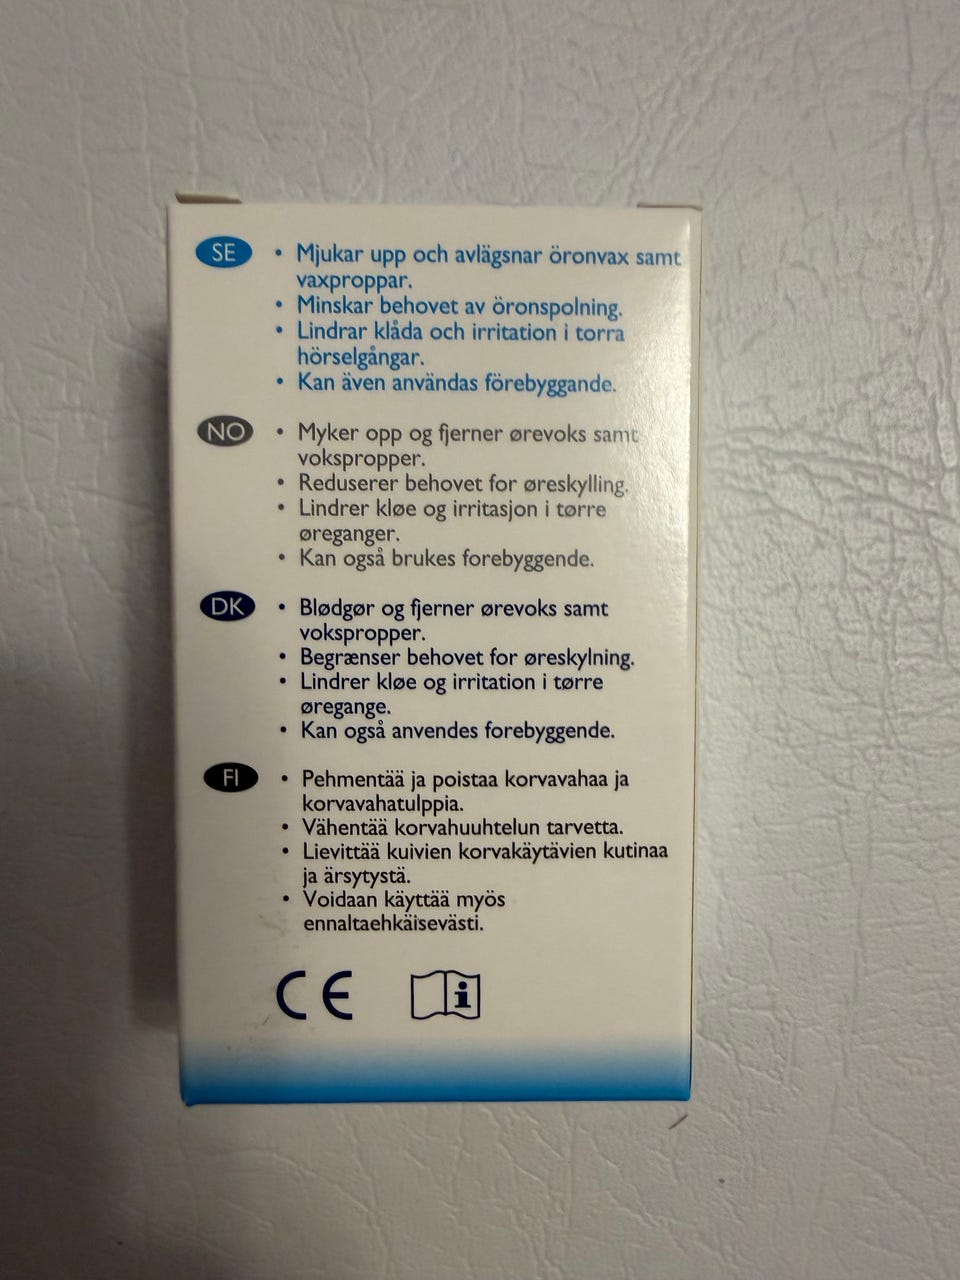 SE
• Mjukar upp och avlägsnar öronvax samt
vaxproppar.
• Minskar behovet av öronspolning.
• Lindrar klåda och irritation i torra
hörselgångar.
• Kan även användas förebyggande.
NO
• Myker opp og fjerner ørevoks samt
vokspropper.
• Reduserer behovet for øreskylling.
• Lindrer kløe og irritasjon i tørre
øreganger.
• Kan også brukes forebyggende.
DK
• Blødgør og fjerner ørevoks samt
vokspropper.
• Begrænser behovet for øreskylning.
• Lindrer kløe og irritation i tørre
øregange.
• Kan også anvendes forebyggende.
FI
• Pehmentää ja poistaa korvavahaa ja
korvavahatulppia.
• Vähentää korvahuuhtelun tarvetta.
• Lievittää kuivien korvakäytävien kutinaa
ja ärsytystä.
• Voidaan käyttää myös
ennaltaehkäisevästi.
CE i